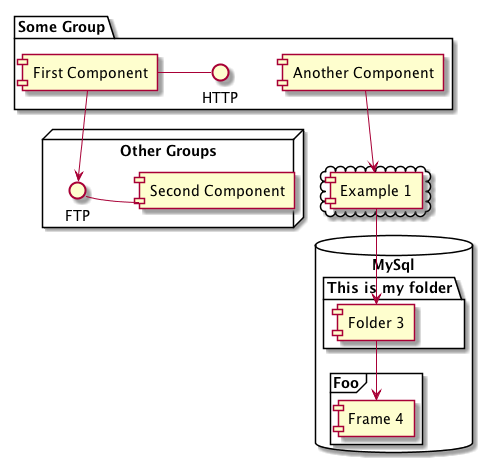 Some Group
First Component
HTTP
Another Component
Other Groups
FTP
Second Component
Example 1
MySql
This is my folder
Folder 3
Foo
Frame 4